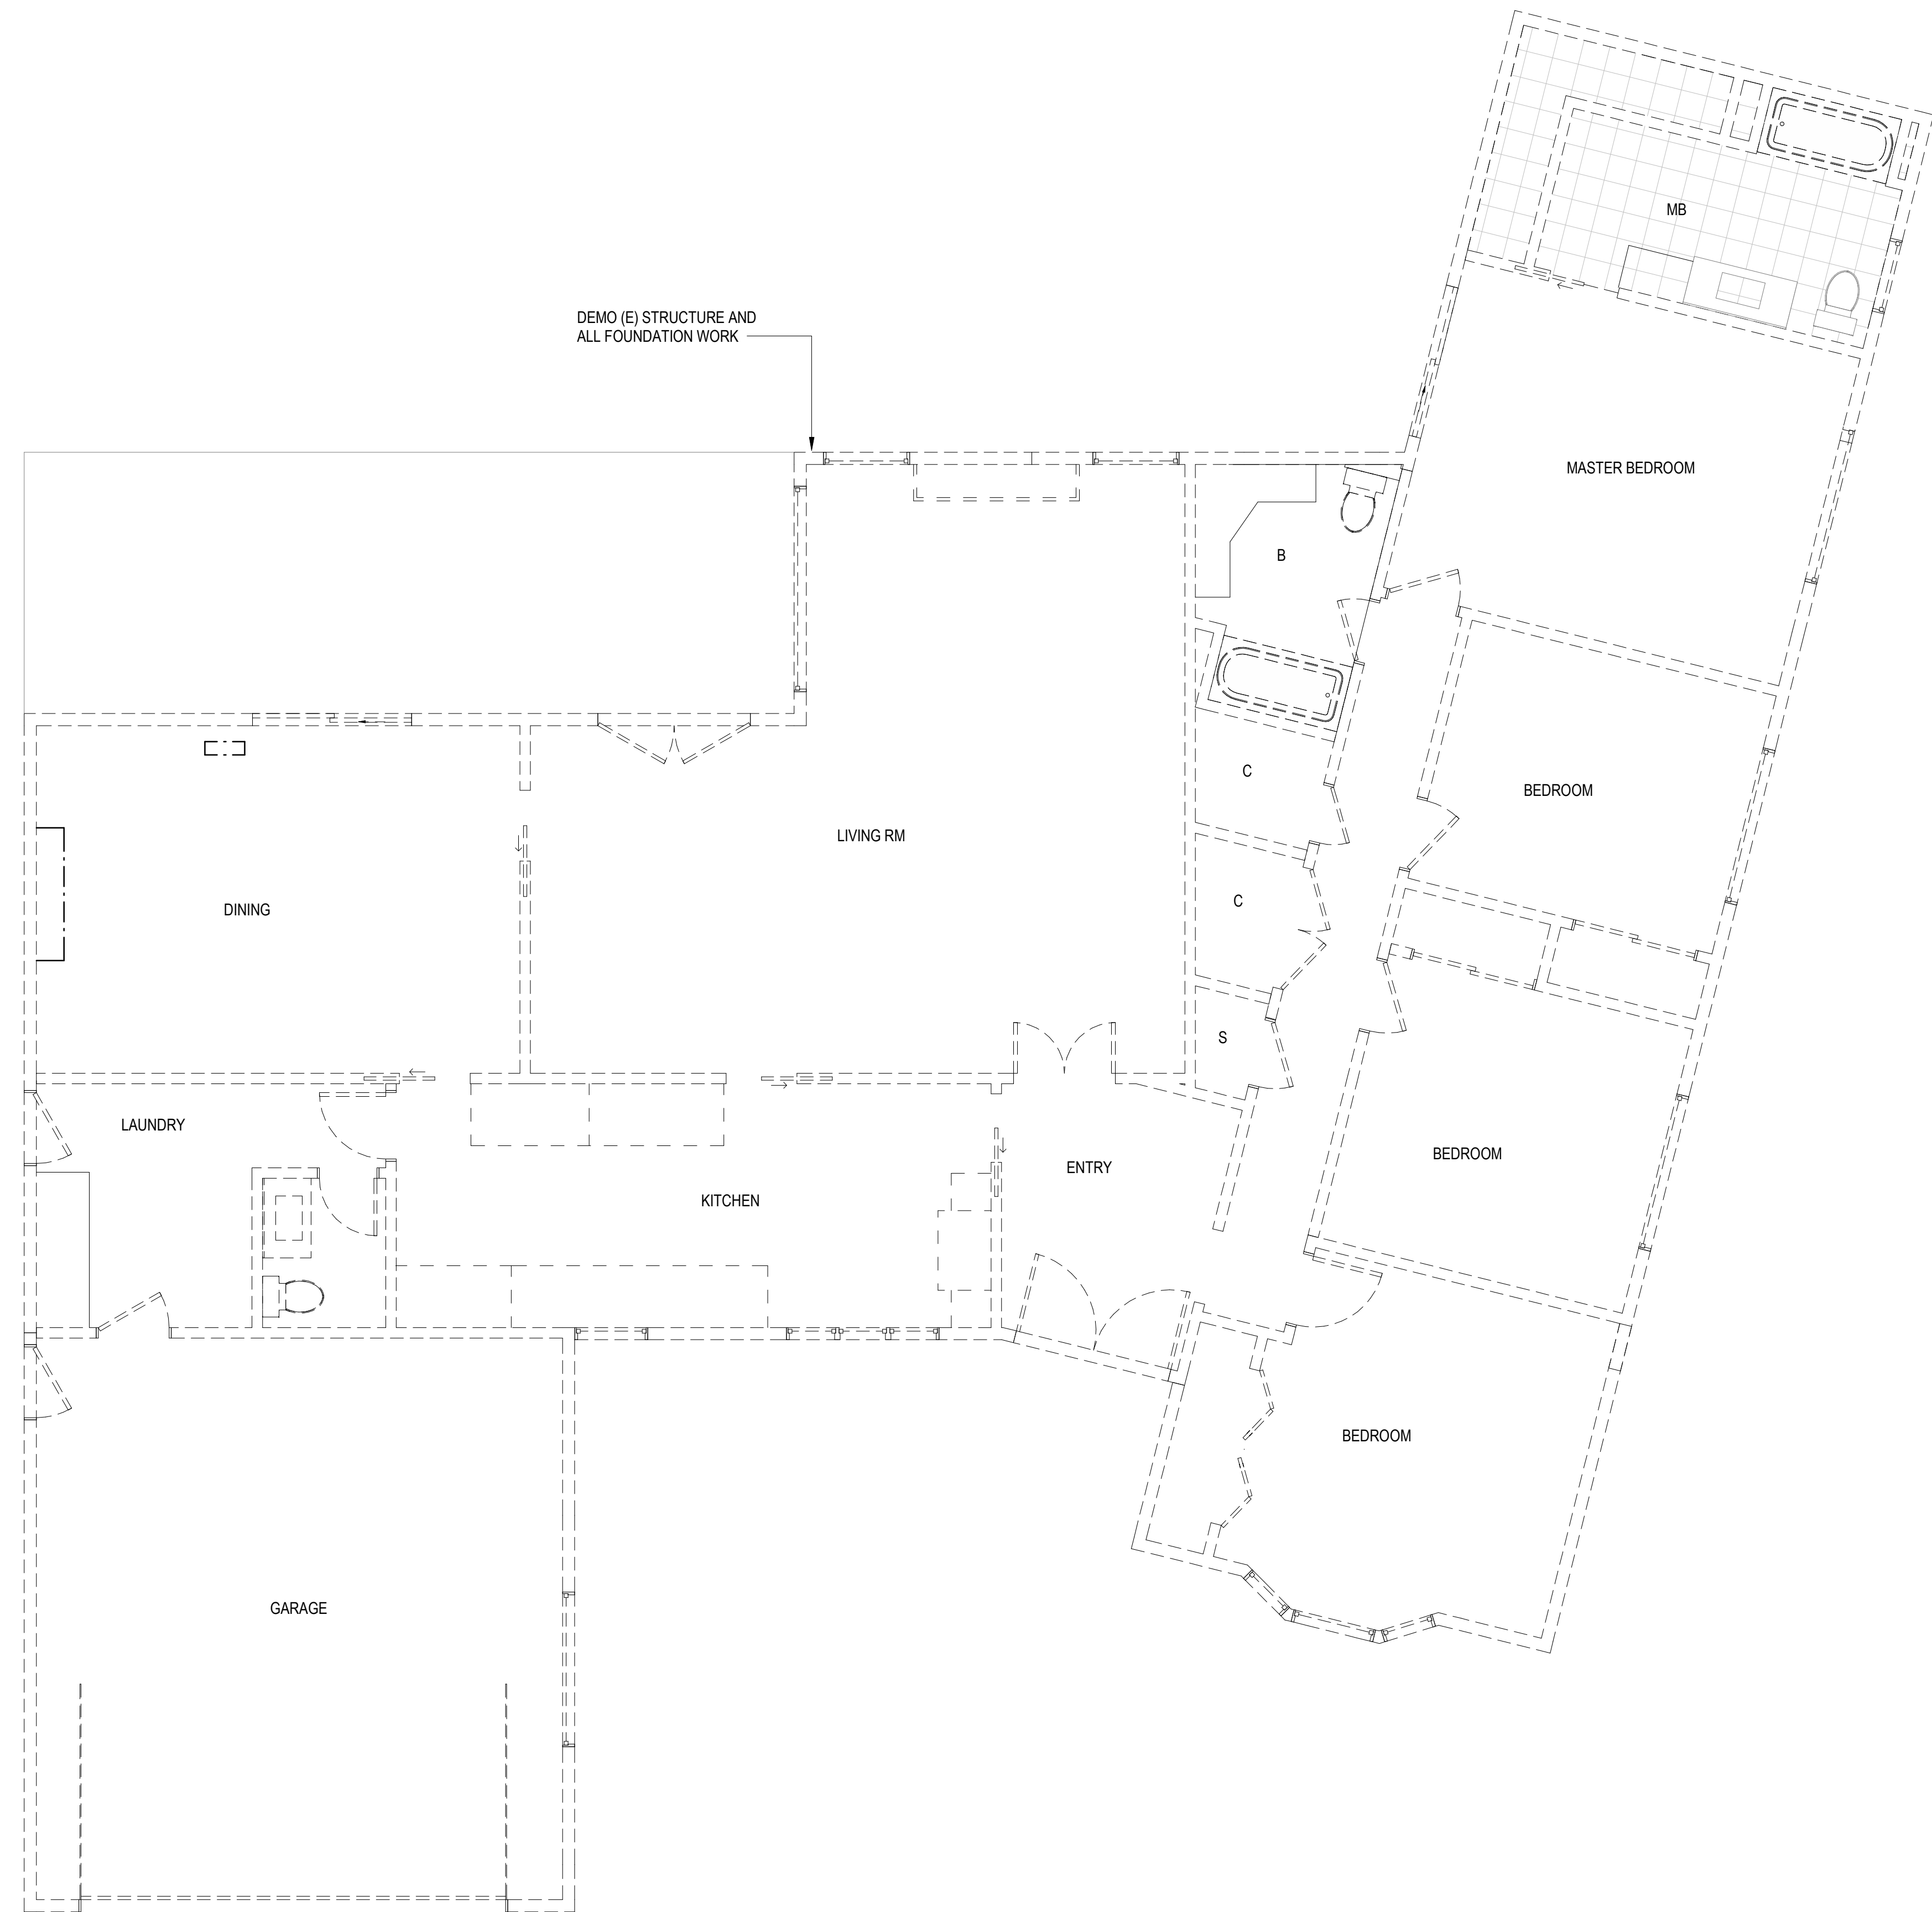 MB
DEMO (E) STRUCTURE AND
ALL FOUNDATION WORK
MASTER BEDROOM
B
C
BEDROOM
LIVING RM
C
DINING
S
LAUNDRY
BEDROOM
ENTRY
KITCHEN
BEDROOM
GARAGE